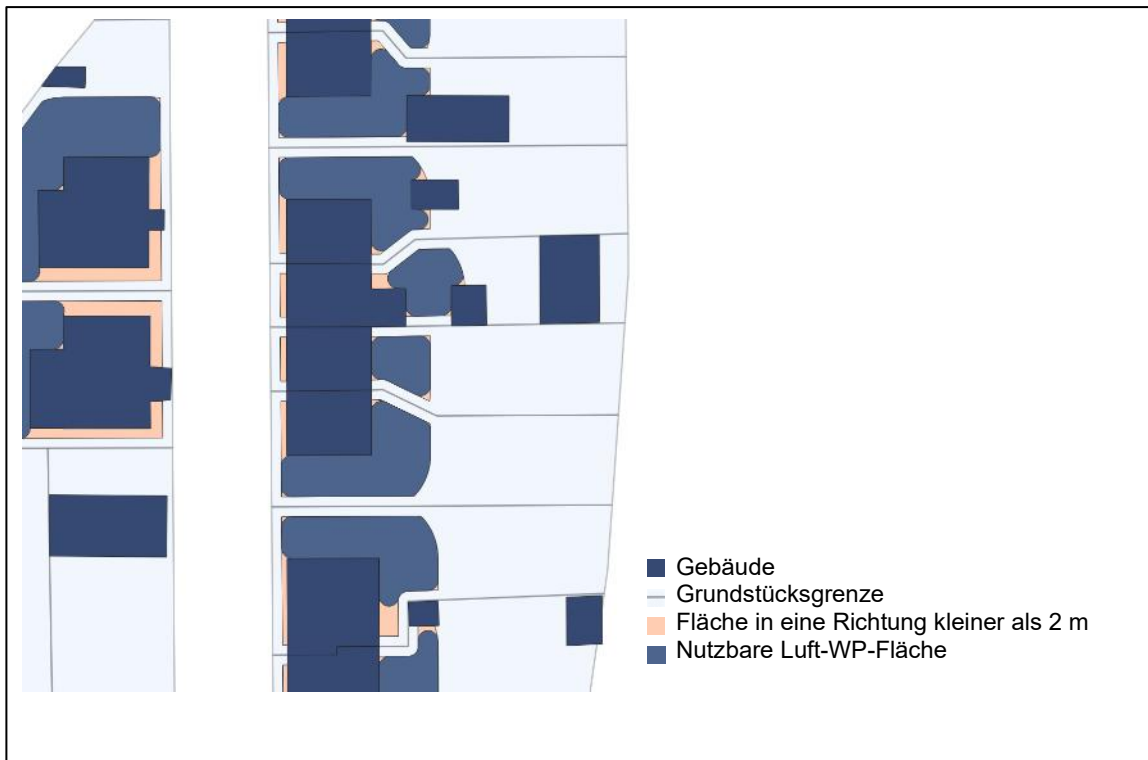 Gebäude
Grundstücksgrenze
Fläche in eine Richtung kleiner als 2 m
Nutzbare Luft-WP-Fläche